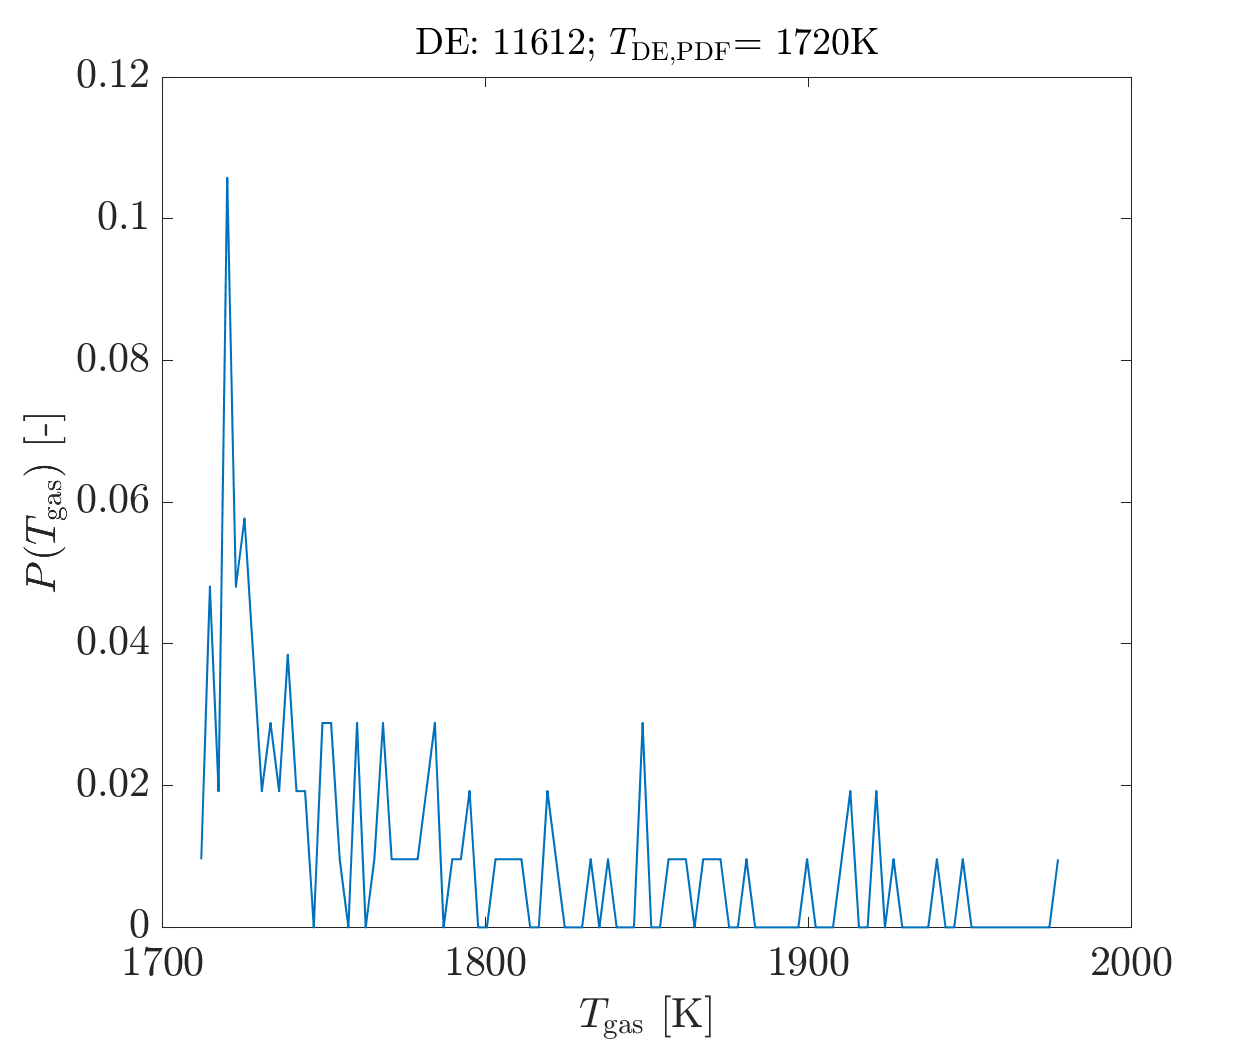 DE: 11612; T_DE,PDF= 1720K
0.12
0.1
0.08
0.06
0.04
0.02
0
P(T_gas) [-]
1700 1800 1900 2000
T_gas [K]